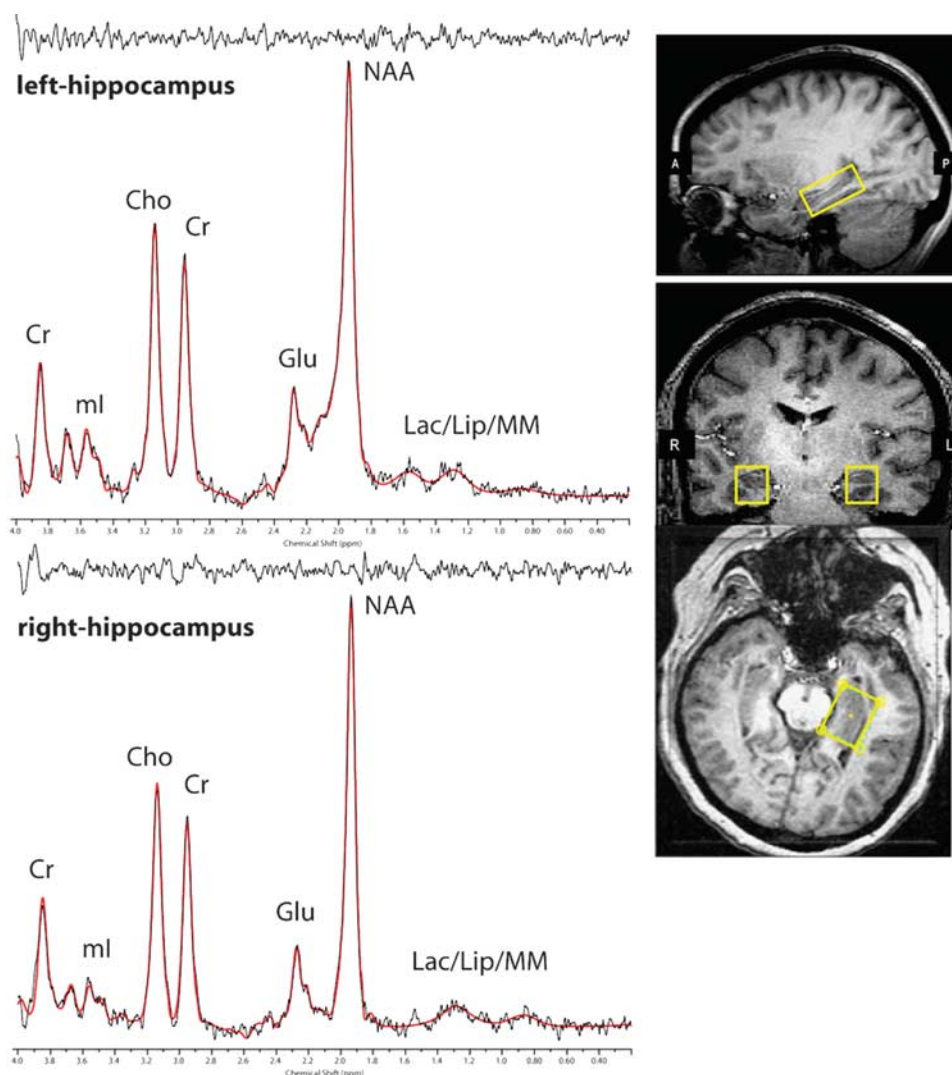 left-hippocampus
NAA
Cho
Cr
Cr
Glu
mI
Lac/Lip/MM
4.0 3.8 3.6 3.4 3.2 3.1 2.8 2.6 2.4 2.2 2.0 1.8 1.6 1.4 1.2 1.0 0.80 0.60 0.40
Chemical Shift (ppm)
right-hippocampus
NAA
Cho
Cr
Cr
Glu
mI
Lac/Lip/MM
4.0 3.8 3.6 3.4 3.2 3.1 2.8 2.6 2.4 2.2 2.0 1.8 1.6 1.4 1.2 1.0 0.80 0.60 0.40
Chemical Shift (ppm)
A P
R L